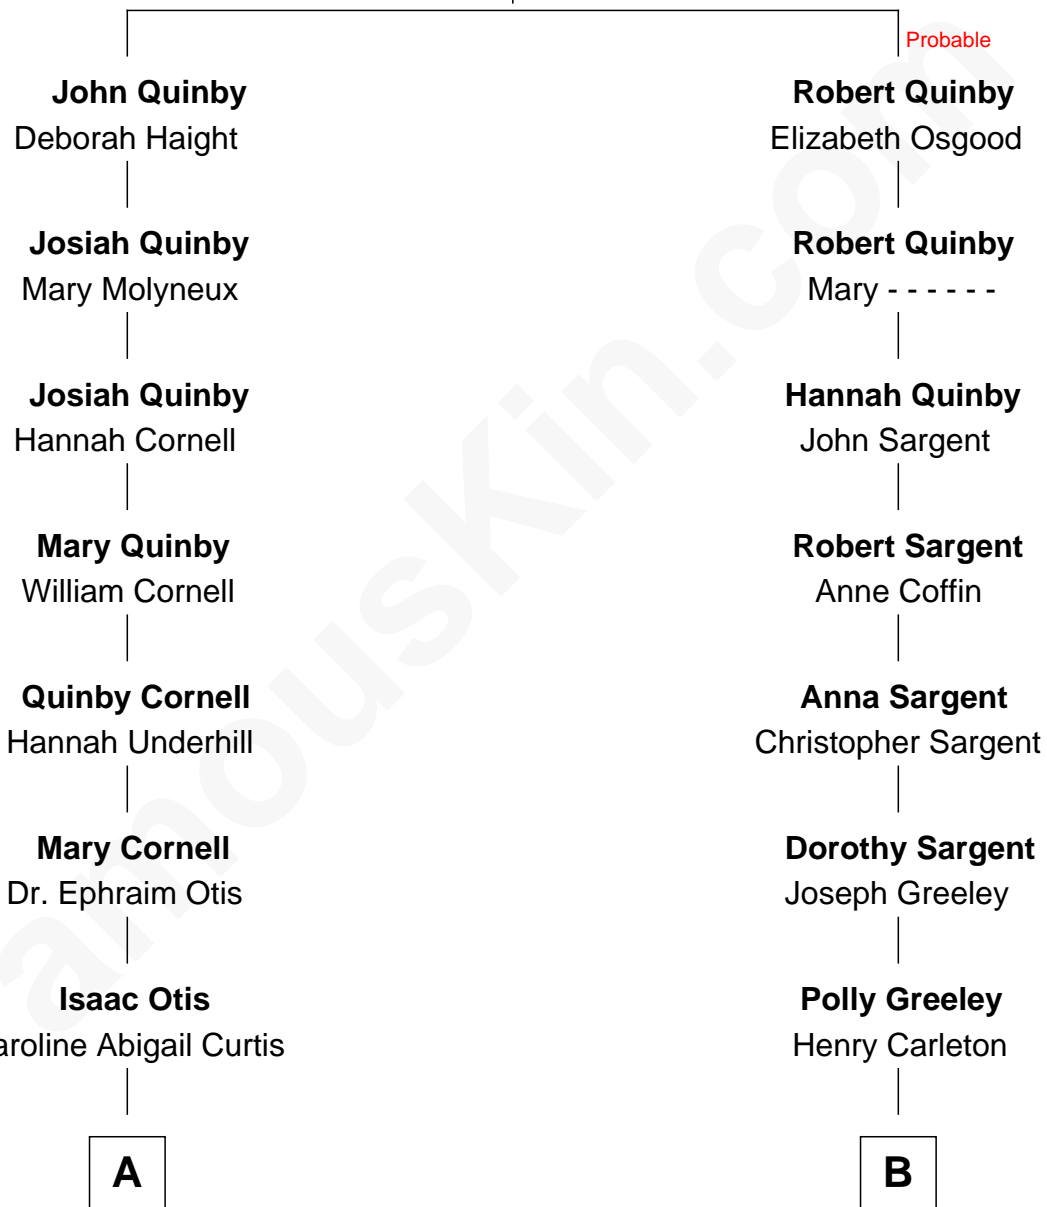 Probable
John Quinby
Deborah Haight
Robert Quinby
Elizabeth Osgood
Josiah Quinby
Mary Molyneux
Robert Quinby
Mary - - - - - -
Josiah Quinby
Hannah Cornell
Hannah Quinby
John Sargent
Mary Quinby
William Cornell
Robert Sargent
Anne Coffin
Quinby Cornell
Hannah Underhill
Anna Sargent
Christopher Sargent
Mary Cornell
Dr. Ephraim Otis
Dorothy Sargent
Joseph Greeley
Isaac Otis
aroline Abigail Curtis
Polly Greeley
Henry Carleton
A
B
amouskin.com